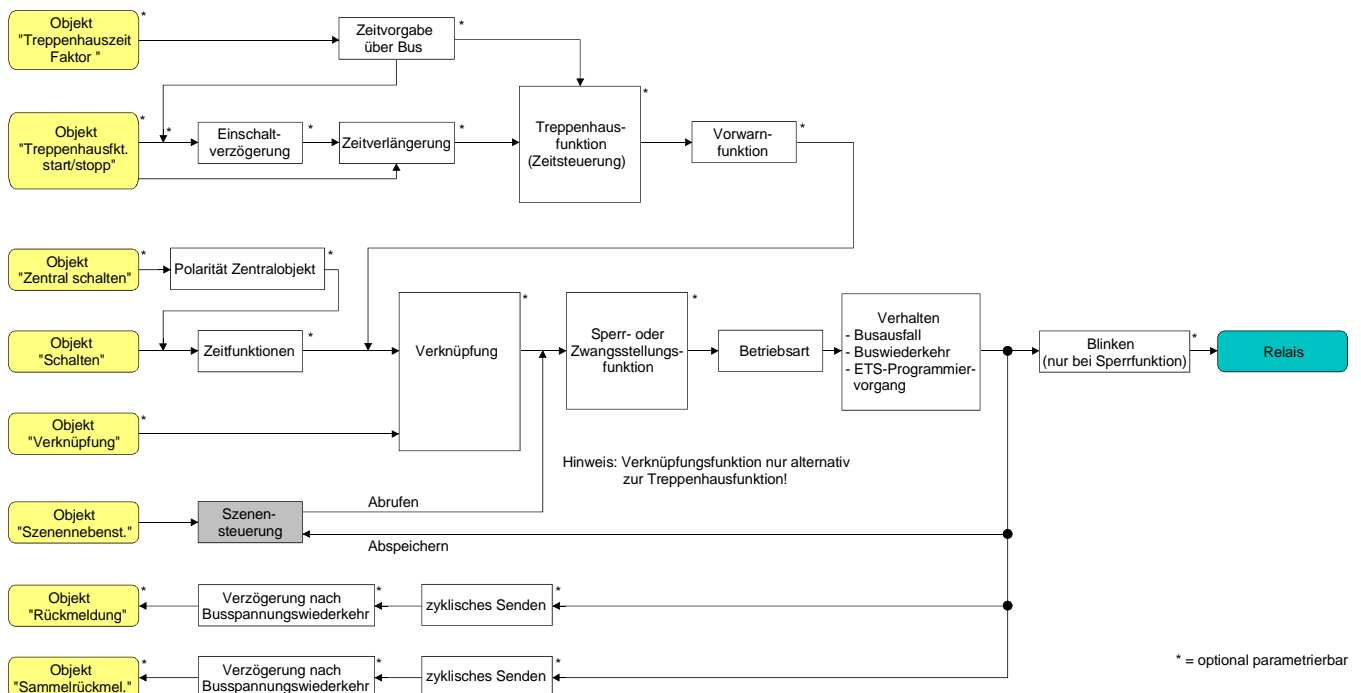 Objekt
"Treppenhauszeit
Faktor "
*
Zeitvorgabe
über Bus
*
Objekt
"Treppenhausfkt.
start/stopp"
*
*
Einschalt-
verzögerung
*
Zeitverlängerung
*
Treppenhaus-
funktion
(Zeitsteuerung)
*
Vorwarn-
funktion
*
Objekt
"Zentral schalten"
*
Polarität Zentralobjekt
*
Objekt
"Schalten"
*
Zeitfunktionen
*
Verknüpfung
*
Sperr- oder
Zwangsstellungs-
funktion
*
Betriebsart
Verhalten
- Busausfall
- Buswiederkehr
- ETS-Programmier-
vorgang
Blinken
(nur bei Sperrfunktion)
*
Relais
Objekt
"Verknüpfung"
*
Hinweis: Verknüpfungsfunktion nur alternativ
zur Treppenhausfunktion!
Objekt
"Szenennebenst."
*
Szenen-
steuerung
Abrufen
Abspeichern
Objekt
"Rückmeldung"
*
Verzögerung nach
Busspannungswiederkehr
*
zyklisches Senden
*
Objekt
"Sammelrückmel."
*
Verzögerung nach
Busspannungswiederkehr
*
zyklisches Senden
*
* = optional parametrierbar